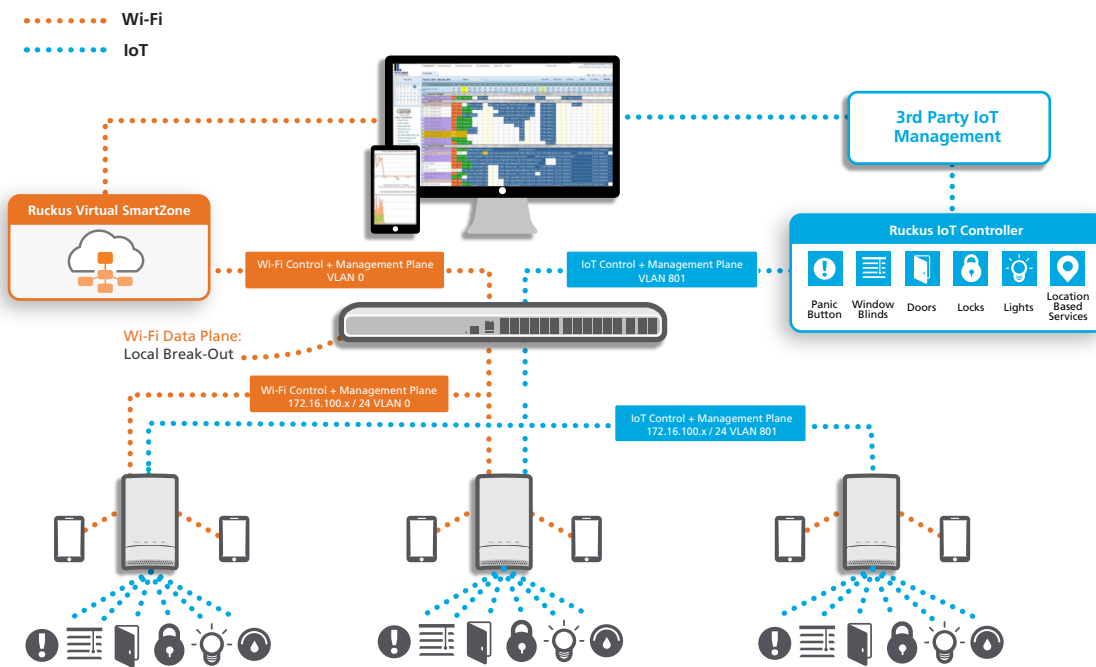 Wi-Fi
IoT
3rd Party IoT
Management
Ruckus Virtual SmartZone
Ruckus IoT Controller
Wi-Fi Control + Management Plane
VLAN 0
IoT Control + Management Plane
VLAN 801
Panic
Button
Window
Blinds
Doors
Locks
Lights
Location
Based
Services
Wi-Fi Data Plane:
Local Break-Out
Wi-Fi Control + Management Plane
172.16.100.x / 24 VLAN 0
IoT Control + Management Plane
172.16.100.x / 24 VLAN 801